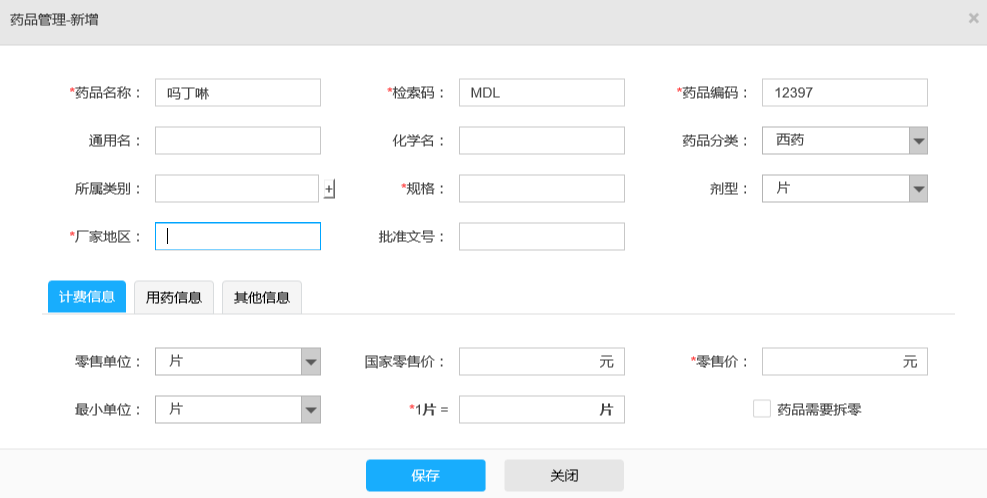 药品管理-新增 ×
*药品名称： 吗丁啉 *检索码： MDL *药品编码： 12397
通用名： 化学名： 药品分类： 西药
所属类别： + *规格： 剂型： 片
*厂家地区： 批准文号：
计费信息 用药信息 其他信息
零售单位： 片 国家零售价： 元 *零售价： 元
最小单位： 片 *1片 = 片 药品需要拆零
保存 关闭